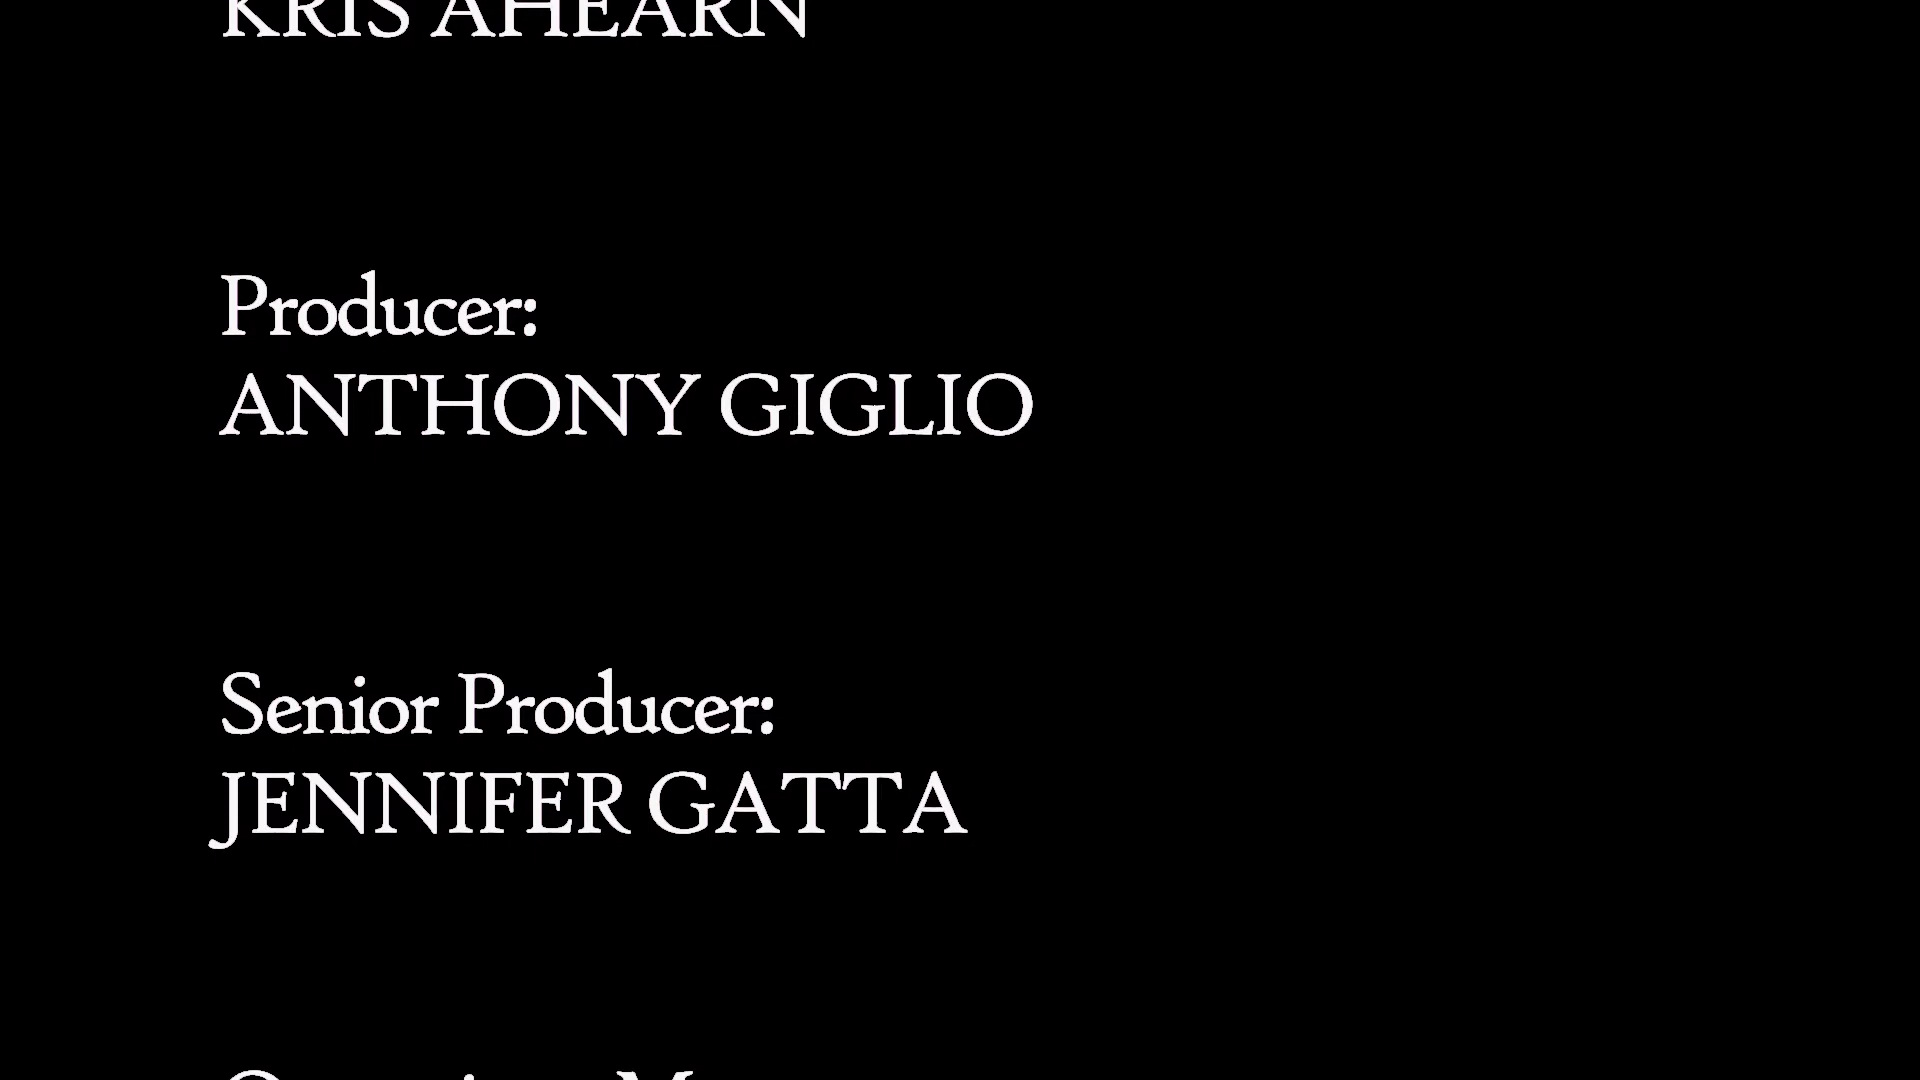 KRIS AHEARN
Producer:
ANTHONY GIGLIO
Senior Producer:
JENNIFER GATTA